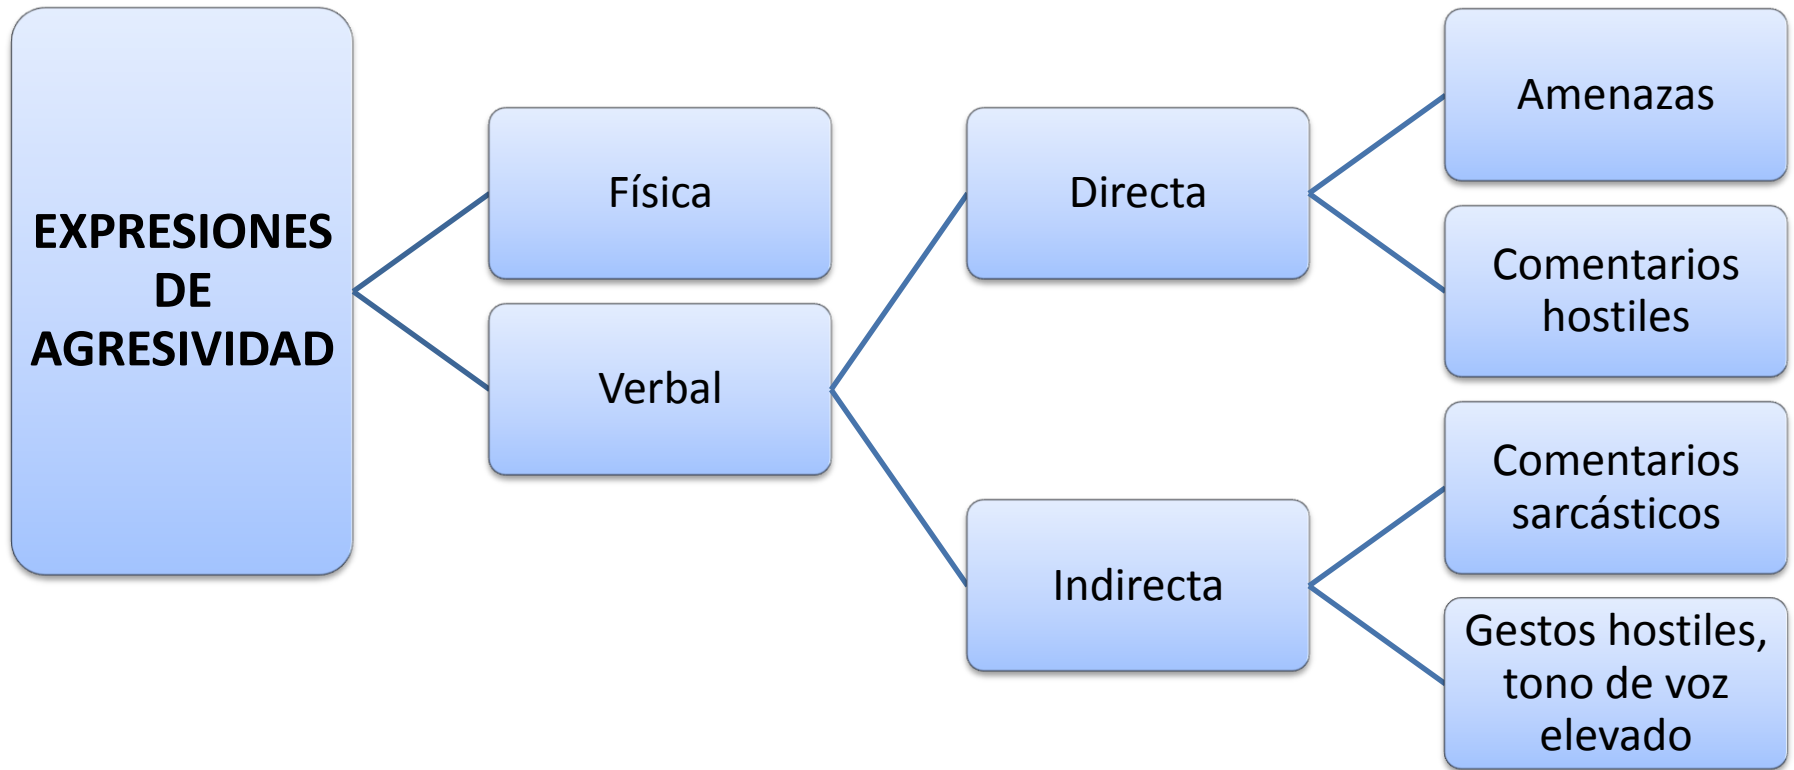 EXPRESIONES
DE
AGRESIVIDAD
Física
Verbal
Directa
Indirecta
Amenazas
Comentarios
hostiles
Comentarios
sarcásticos
Gestos hostiles,
tono de voz
elevado